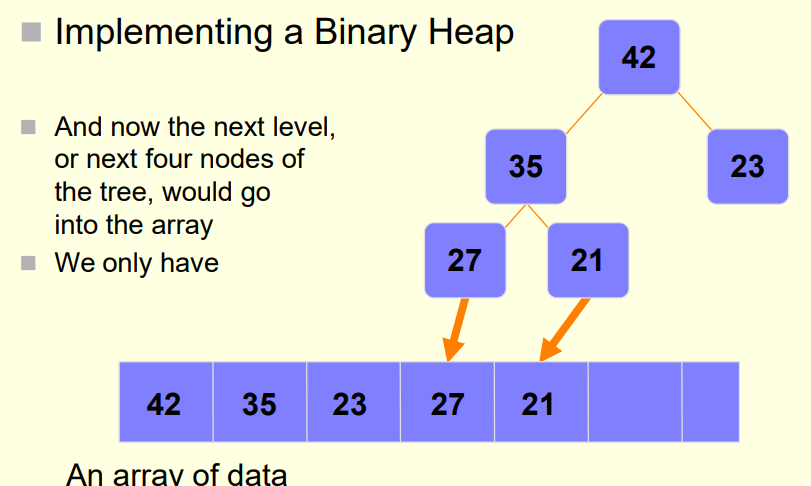 Implementing a Binary Heap
And now the next level,
or next four nodes of
the tree, would go
into the array
We only have
42
35
23
27
21
42 35 23 27 21
An array of data